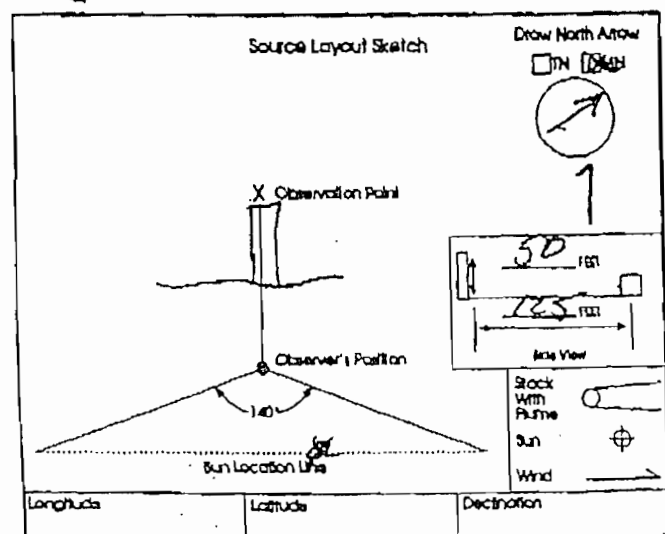 Source Layout Sketch
Draw North Arrow
TN MN
X Observation Point
50 Feet
Feet
Side View
Observer's Position
140
Sun Location Line
Stack
With
Plume
Sun
Wind
Longitude
Latitude
Declination